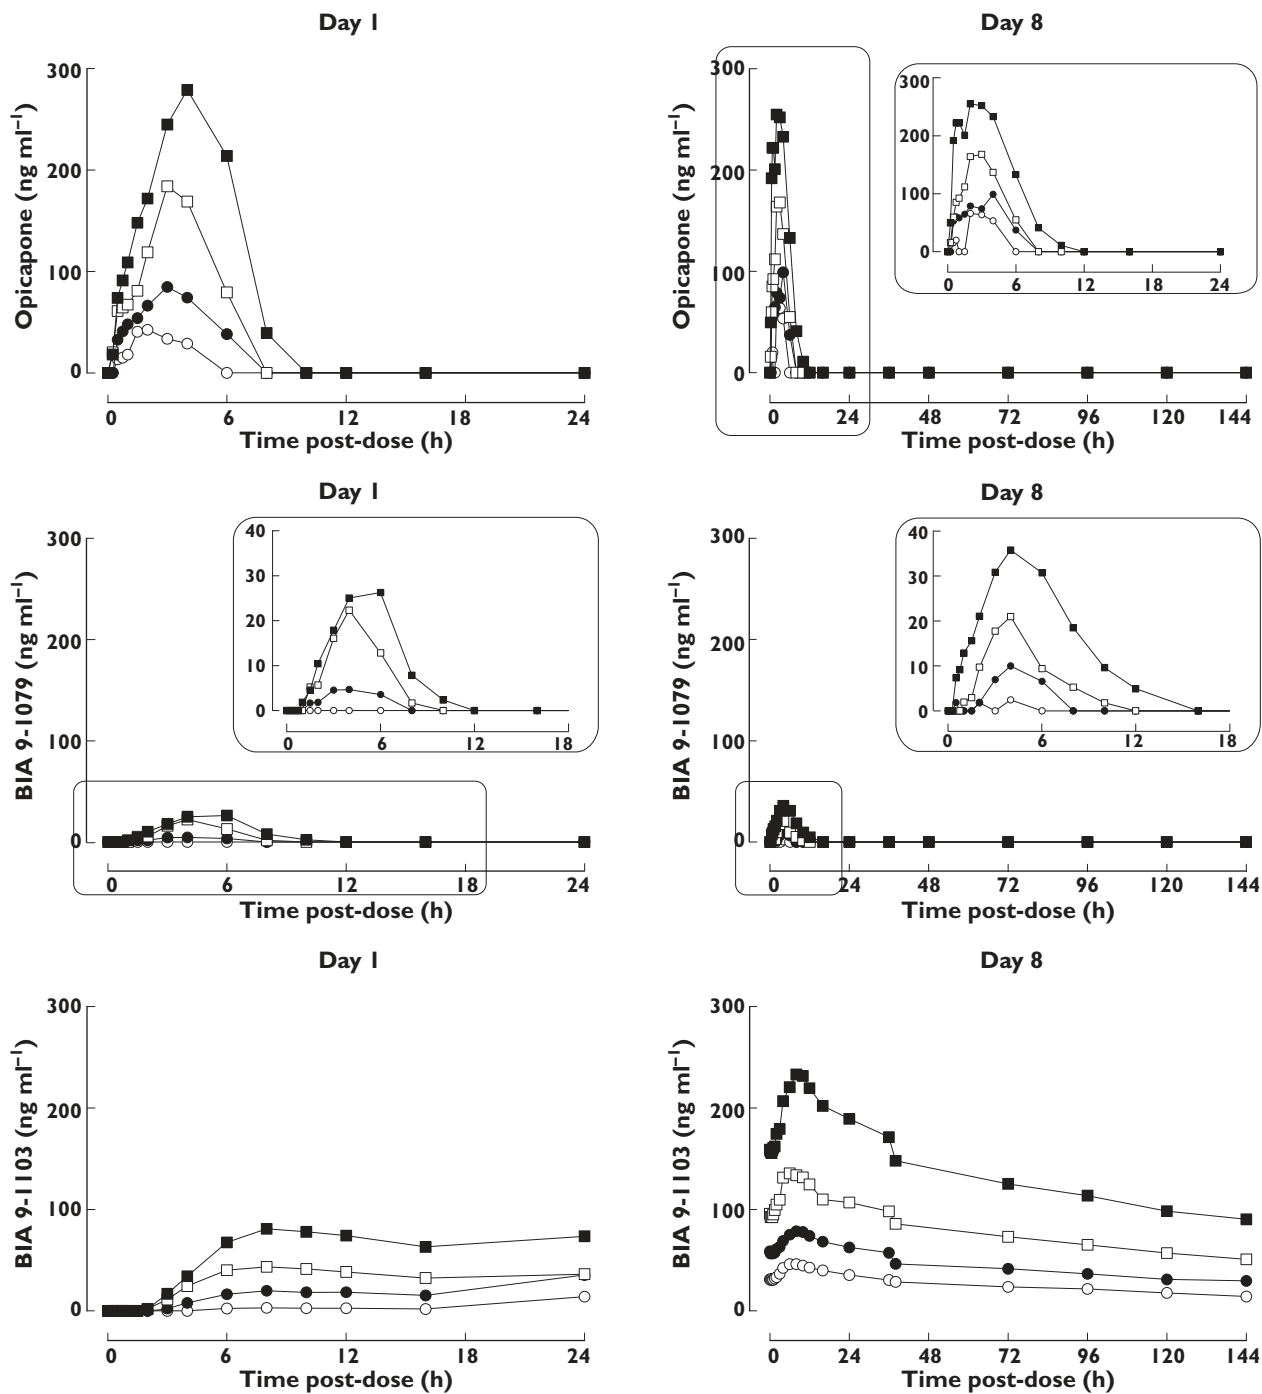 Day 1
Day 8
300
200
100
0
Opicapone (ng ml⁻¹)
0 6 12 18 24
Time post-dose (h)
300
200
100
0
Opicapone (ng ml⁻¹)
0 24 48 72 96 120 144
Time post-dose (h)
300
200
100
0
0 6 12 18 24
Day 1
Day 8
300
200
100
0
BIA 9-1079 (ng ml⁻¹)
0 6 12 18 24
Time post-dose (h)
40
30
20
10
0
0 6 12 18
300
200
100
0
BIA 9-1079 (ng ml⁻¹)
0 24 48 72 96 120 144
Time post-dose (h)
40
30
20
10
0
0 6 12 18
Day 1
Day 8
300
200
100
0
BIA 9-1103 (ng ml⁻¹)
0 6 12 18 24
Time post-dose (h)
300
200
100
0
BIA 9-1103 (ng ml⁻¹)
0 24 48 72 96 120 144
Time post-dose (h)